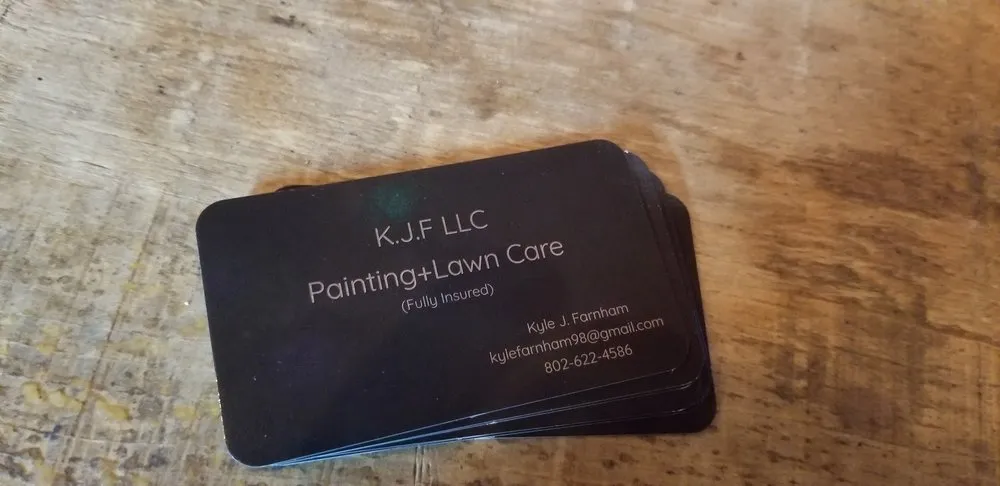 K.J.F LLC
Painting+Lawn Care
(Fully Insured)
Kyle J. Farnham
kylefarnham98@gmail.com
802-622-4586